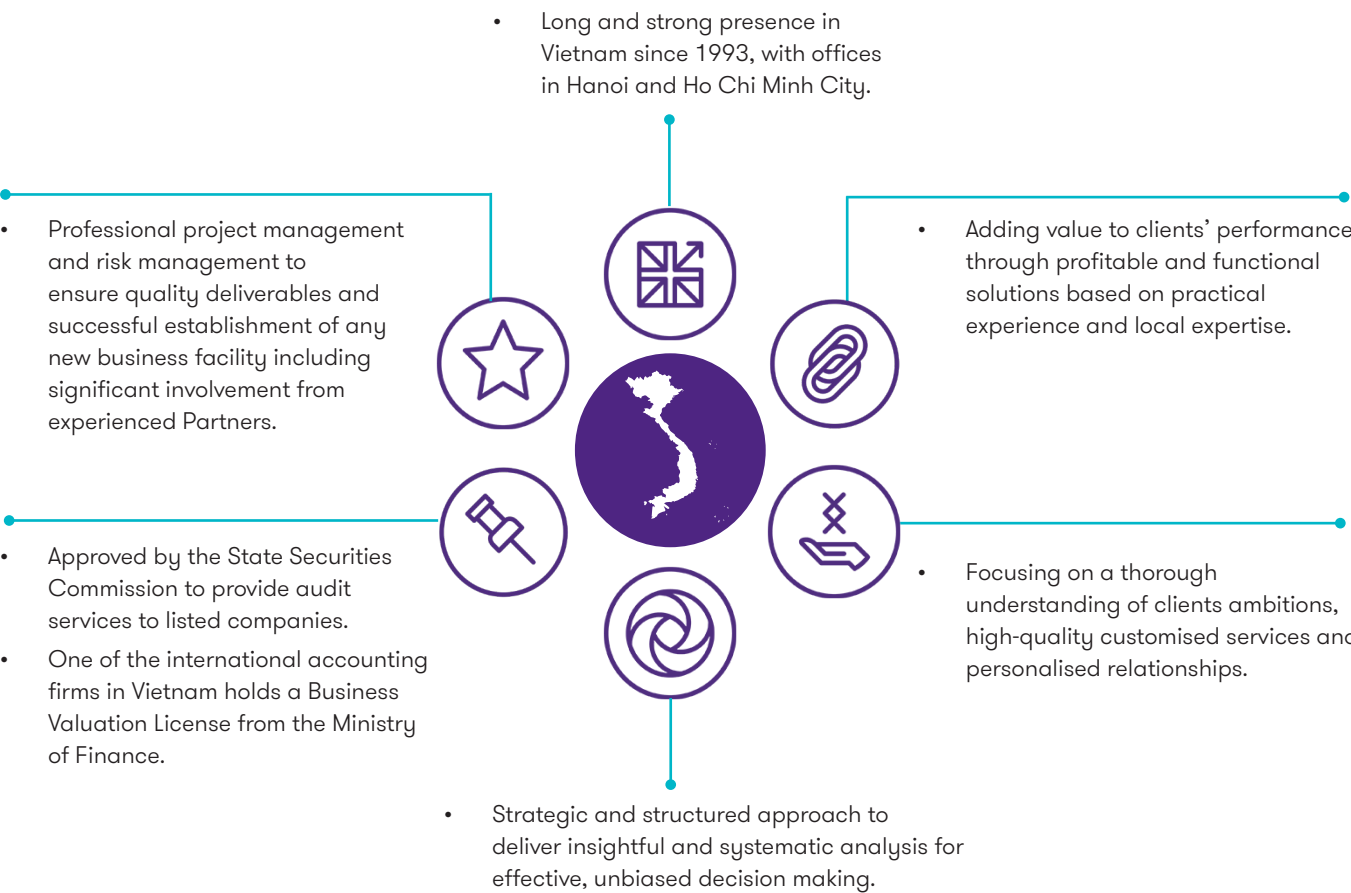 • Long and strong presence in
Vietnam since 1993, with offices
in Hanoi and Ho Chi Minh City.
• Professional project management
and risk management to
ensure quality deliverables and
successful establishment of any
new business facility including
significant involvement from
experienced Partners.
• Adding value to clients’ performance
through profitable and functional
solutions based on practical
experience and local expertise.
• Approved by the State Securities
Commission to provide audit
services to listed companies.
• One of the international accounting
firms in Vietnam holds a Business
Valuation License from the Ministry
of Finance.
• Focusing on a thorough
understanding of clients ambitions,
high-quality customised services and
personalised relationships.
• Strategic and structured approach to
deliver insightful and systematic analysis for
effective, unbiased decision making.